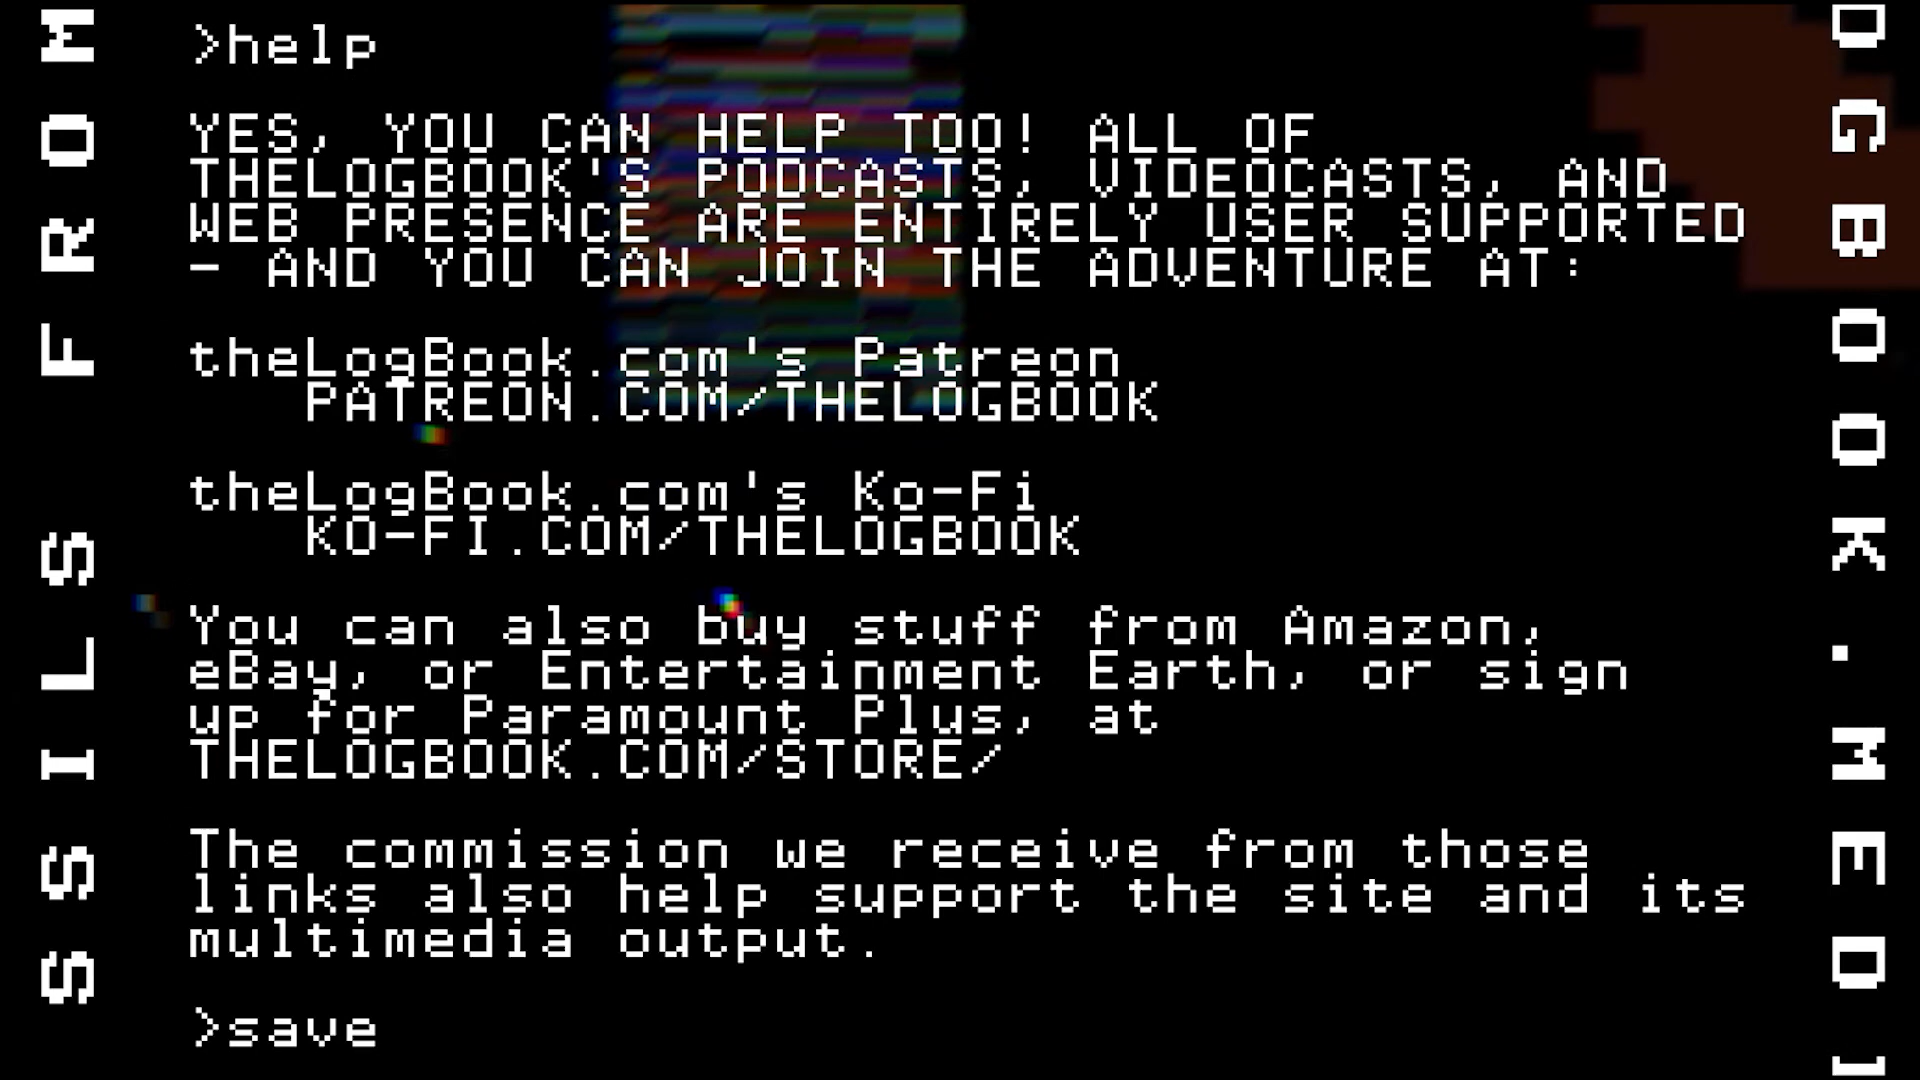 >help
YES, YOU CAN HELP TOO! ALL OF
THELOGBOOK'S PODCASTS, VIDEOCASTS, AND
WEB PRESENCE ARE ENTIRELY USER SUPPORTED
- AND YOU CAN JOIN THE ADVENTURE AT:
theLogBook.com's Patreon
PATREON.COM/THELOGBOOK
theLogBook.com's Ko-Fi
KO-FI.COM/THELOGBOOK
You can also buy stuff from Amazon,
eBay, or Entertainment Earth, or sign
up for Paramount Plus, at
THELOGBOOK.COM/STORE/
The commission we receive from those
links also help support the site and its
multimedia output.
>save
SSILS FROM
OGBOOK.MED